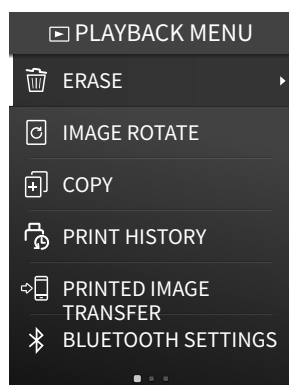 PLAYBACK MENU
ERASE
IMAGE ROTATE
COPY
PRINT HISTORY
PRINTED IMAGE
TRANSFER
BLUETOOTH SETTINGS